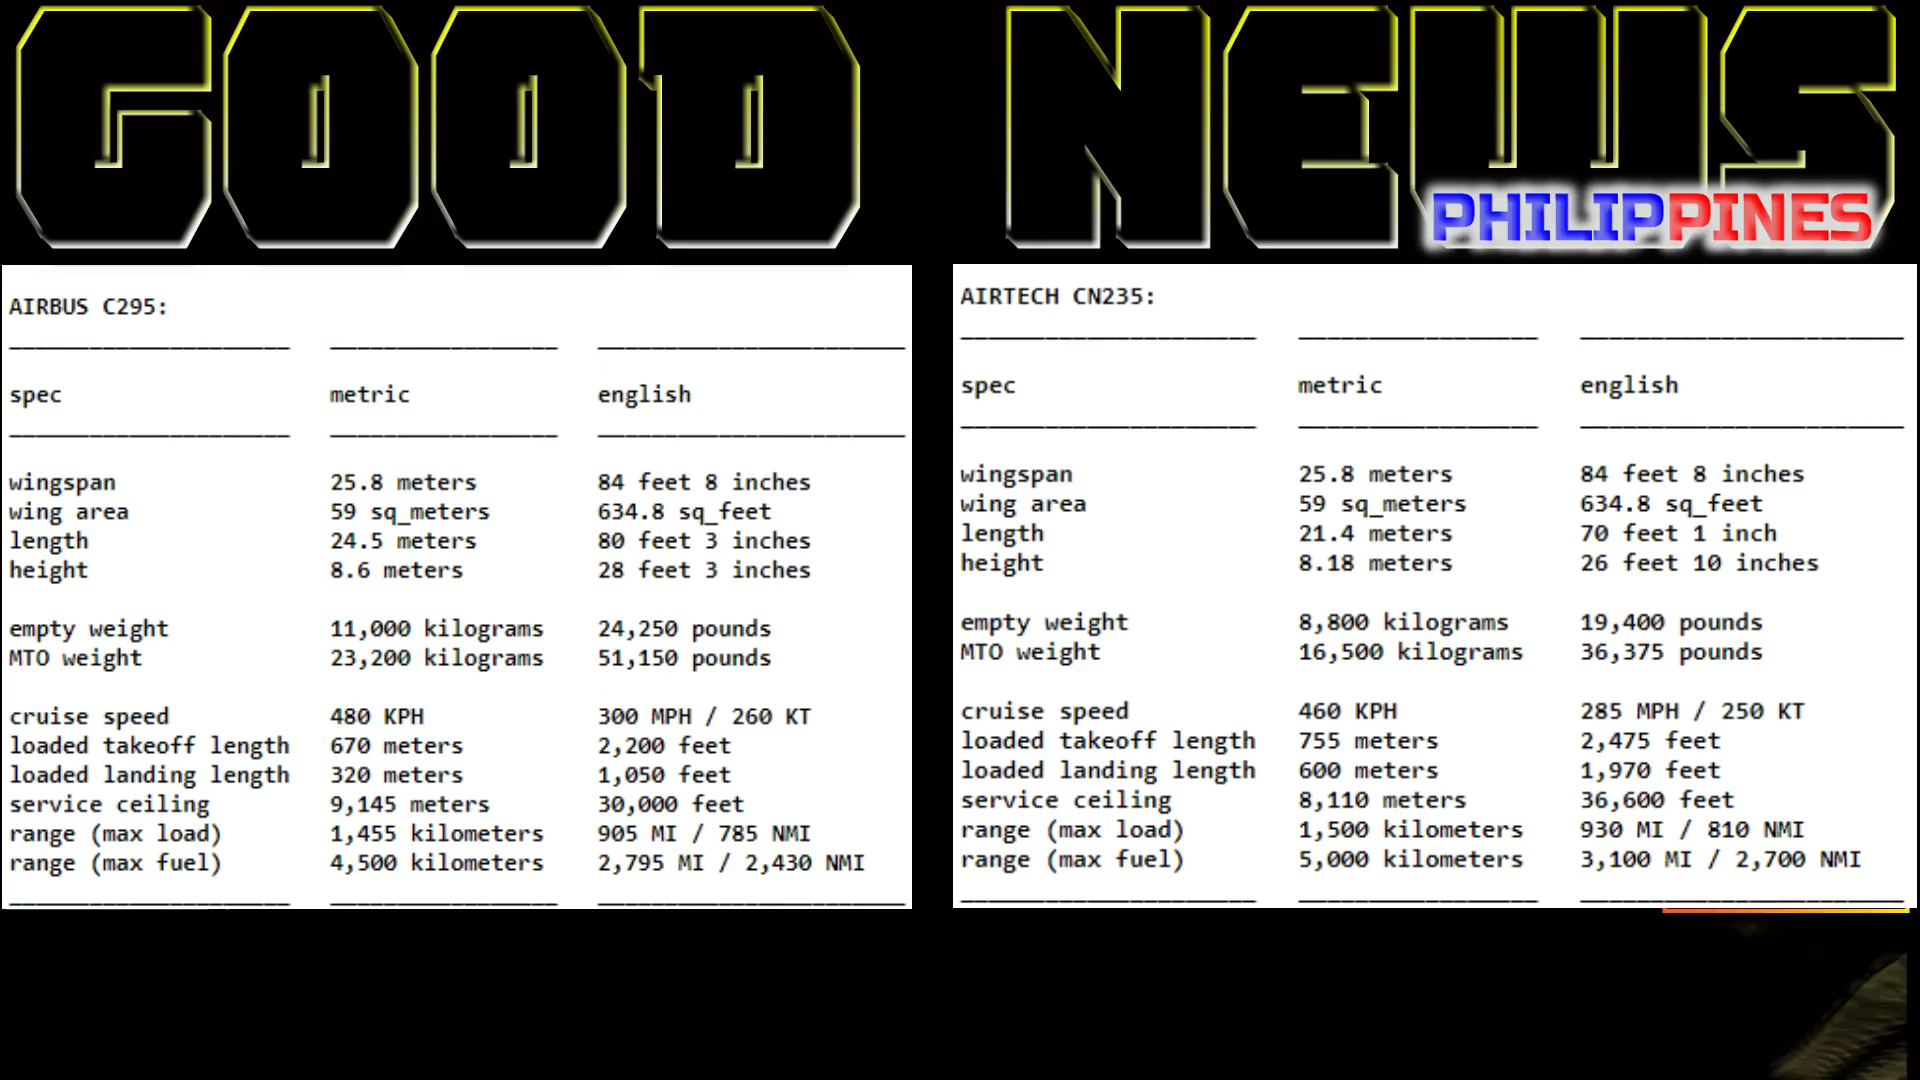 GOOD NEWS
PHILIPPINES
AIRBUS C295:
spec metric english
wingspan 25.8 meters 84 feet 8 inches
wing area 59 sq_meters 634.8 sq_feet
length 24.5 meters 80 feet 3 inches
height 8.6 meters 28 feet 3 inches
empty weight 11,000 kilograms 24,250 pounds
MTO weight 23,200 kilograms 51,150 pounds
cruise speed 480 KPH 300 MPH / 260 KT
loaded takeoff length 670 meters 2,200 feet
loaded landing length 320 meters 1,050 feet
service ceiling 9,145 meters 30,000 feet
range (max load) 1,455 kilometers 905 MI / 785 NMI
range (max fuel) 4,500 kilometers 2,795 MI / 2,430 NMI
AIRTECH CN235:
spec metric english
wingspan 25.8 meters 84 feet 8 inches
wing area 59 sq_meters 634.8 sq_feet
length 21.4 meters 70 feet 1 inch
height 8.18 meters 26 feet 10 inches
empty weight 8,800 kilograms 19,400 pounds
MTO weight 16,500 kilograms 36,375 pounds
cruise speed 460 KPH 285 MPH / 250 KT
loaded takeoff length 755 meters 2,475 feet
loaded landing length 600 meters 1,970 feet
service ceiling 8,110 meters 36,600 feet
range (max load) 1,500 kilometers 930 MI / 810 NMI
range (max fuel) 5,000 kilometers 3,100 MI / 2,700 NMI